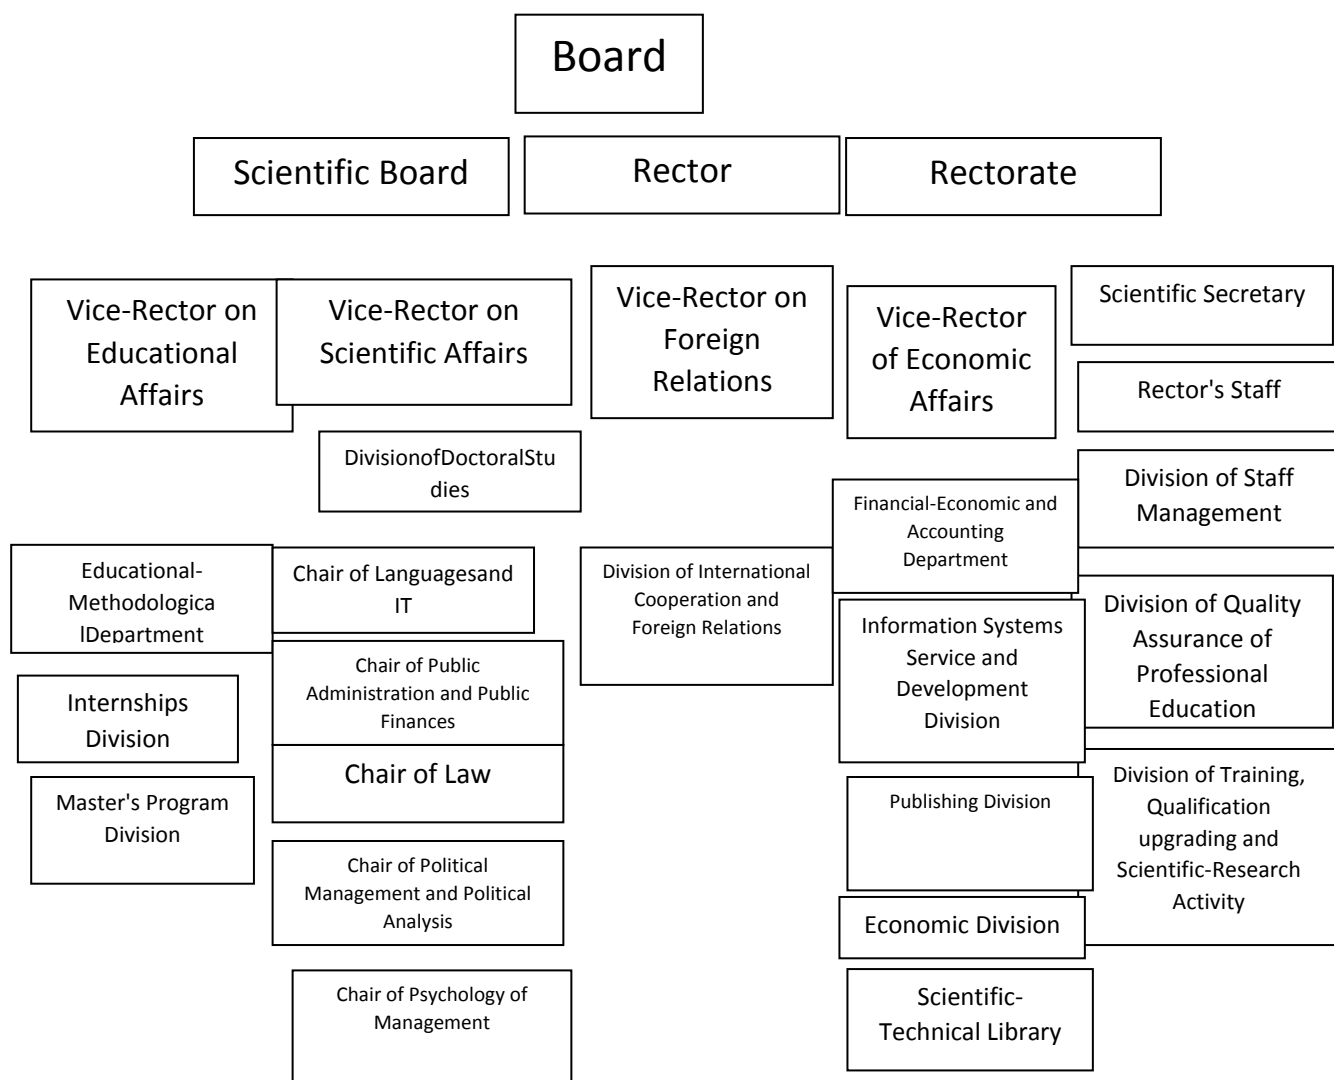 Board
Scientific Board
Rector
Rectorate
Vice-Rector on
Educational
Affairs
Vice-Rector on
Scientific Affairs
Vice-Rector on
Foreign
Relations
Vice-Rector
of Economic
Affairs
Scientific Secretary
Rector's Staff
DivisionofDoctoralStu
dies
Division of Staff
Management
Financial-Economic and
Accounting
Department
Educational-
Methodologica
lDepartment
Chair of Languagesand
IT
Division of International
Cooperation and
Foreign Relations
Division of Quality
Assurance of
Professional
Education
Information Systems
Service and
Development
Division
Chair of Public
Administration and Public
Finances
Internships
Division
Chair of Law
Master's Program
Division
Publishing Division
Division of Training,
Qualification
upgrading and
Scientific-Research
Activity
Chair of Political
Management and Political
Analysis
Economic Division
Chair of Psychology of
Management
Scientific-
Technical Library